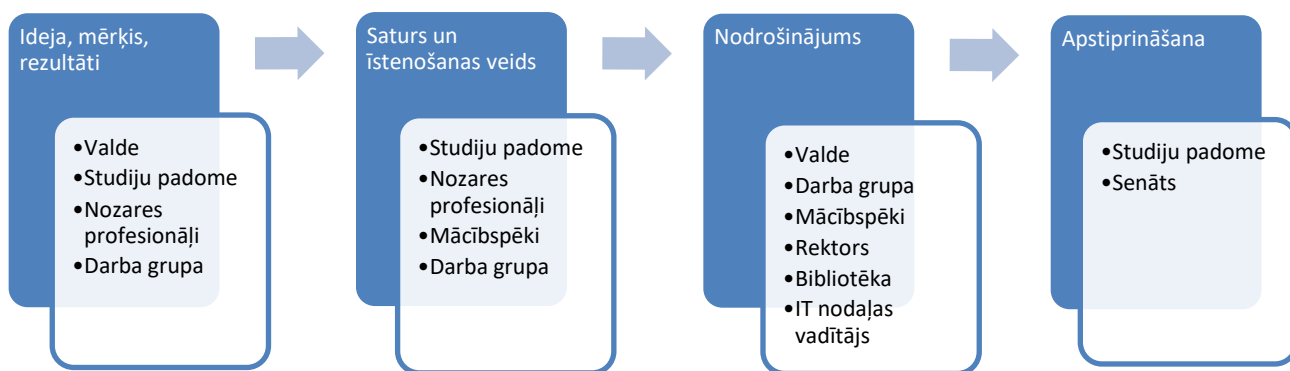 Ideja, mērķis,
rezultāti
•Valde
•Studiju padome
•Nozares
profesionāļi
•Darba grupa
Saturs un
īstenošanas veids
•Studiju padome
•Nozares
profesionāļi
•Mācībspēki
•Darba grupa
Nodrošinājums
•Valde
•Darba grupa
•Mācībspēki
•Rektors
•Bibliotēka
•IT nodaļas
vadītājs
Apstiprināšana
•Studiju padome
•Senāts